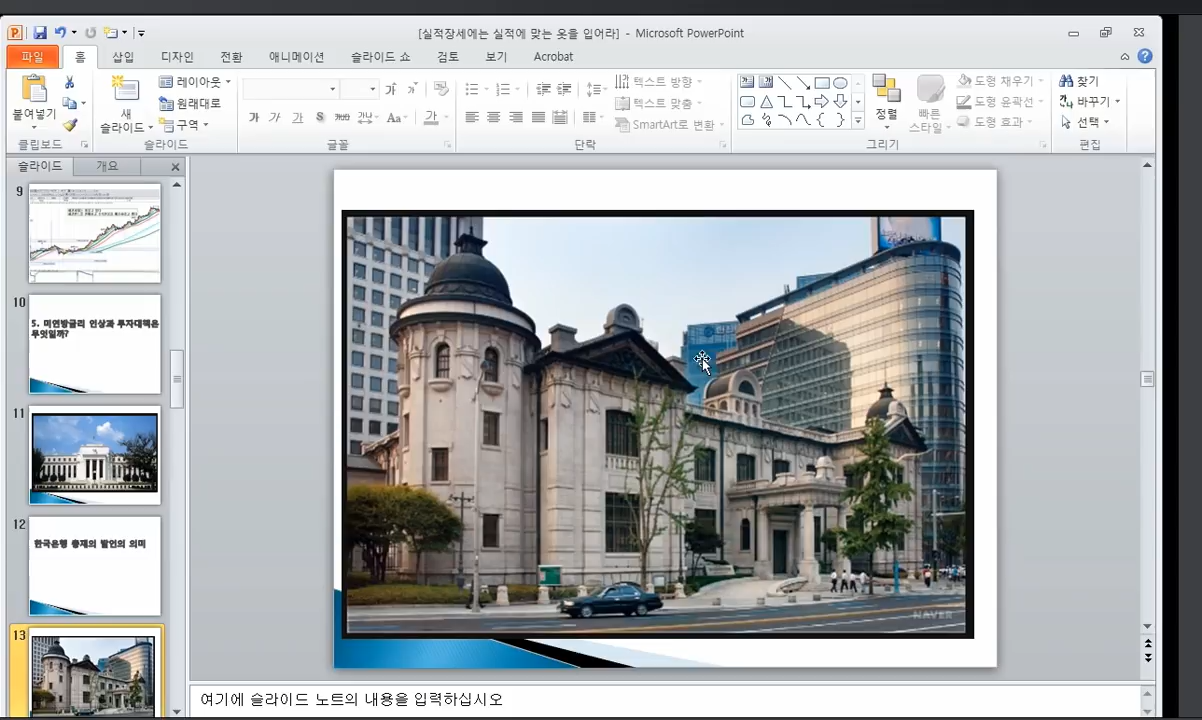 [실적장세에는 실적에 맞는 옷을 입어라] - Microsoft PowerPoint
파일 홈 삽입 디자인 전환 애니메이션 슬라이드 쇼 검토 보기 Acrobat
붙여넣기
클립보드
새 슬라이드
레이아웃
원래대로
구역
슬라이드
가 가 가 S abc 가나 Aa 가
글꼴
텍스트 방향
텍스트 맞춤
SmartArt로 변환
단락
정렬
빠른 스타일
도형 채우기
도형 윤곽선
도형 효과
그리기
찾기
바꾸기
선택
편집
슬라이드 개요
9
10
5. 미연방금리 인상과 투자대책은
무엇일까?
11
12
한국은행 총재의 발언의 의미
13
NAVER
여기에 슬라이드 노트의 내용을 입력하십시오